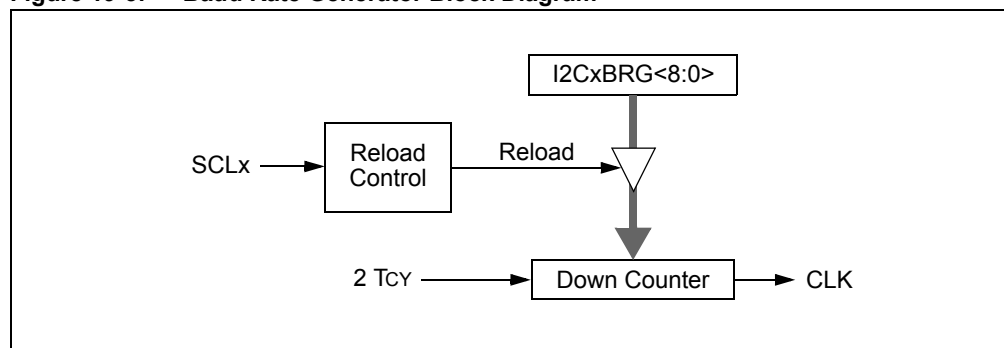 I2CxBRG<8:0>
SCLx
Reload
Control
Reload
2 TCY
Down Counter
CLK